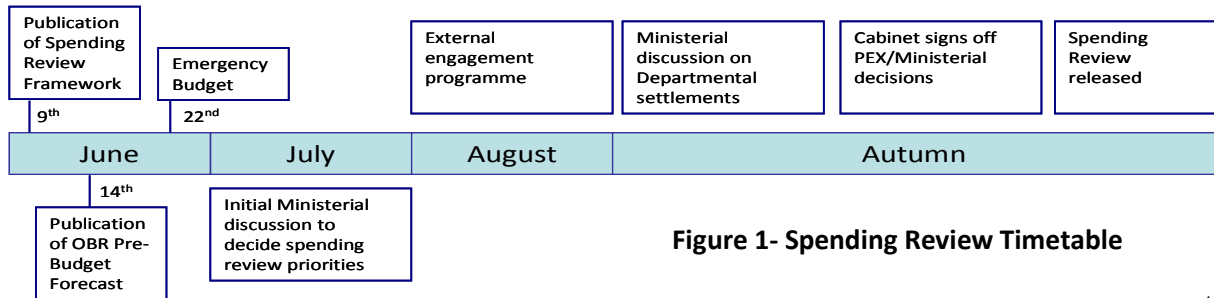 Publication
of Spending
Review
Framework
Emergency
Budget
External
engagement
programme
Ministerial
discussion on
Departmental
settlements
Cabinet signs off
PEX/Ministerial
decisions
Spending
Review
released
9th
22nd
June
July
August
Autumn
14th
Publication
of OBR Pre-
Budget
Forecast
Initial Ministerial
discussion to
decide spending
review priorities
Figure 1- Spending Review Timetable